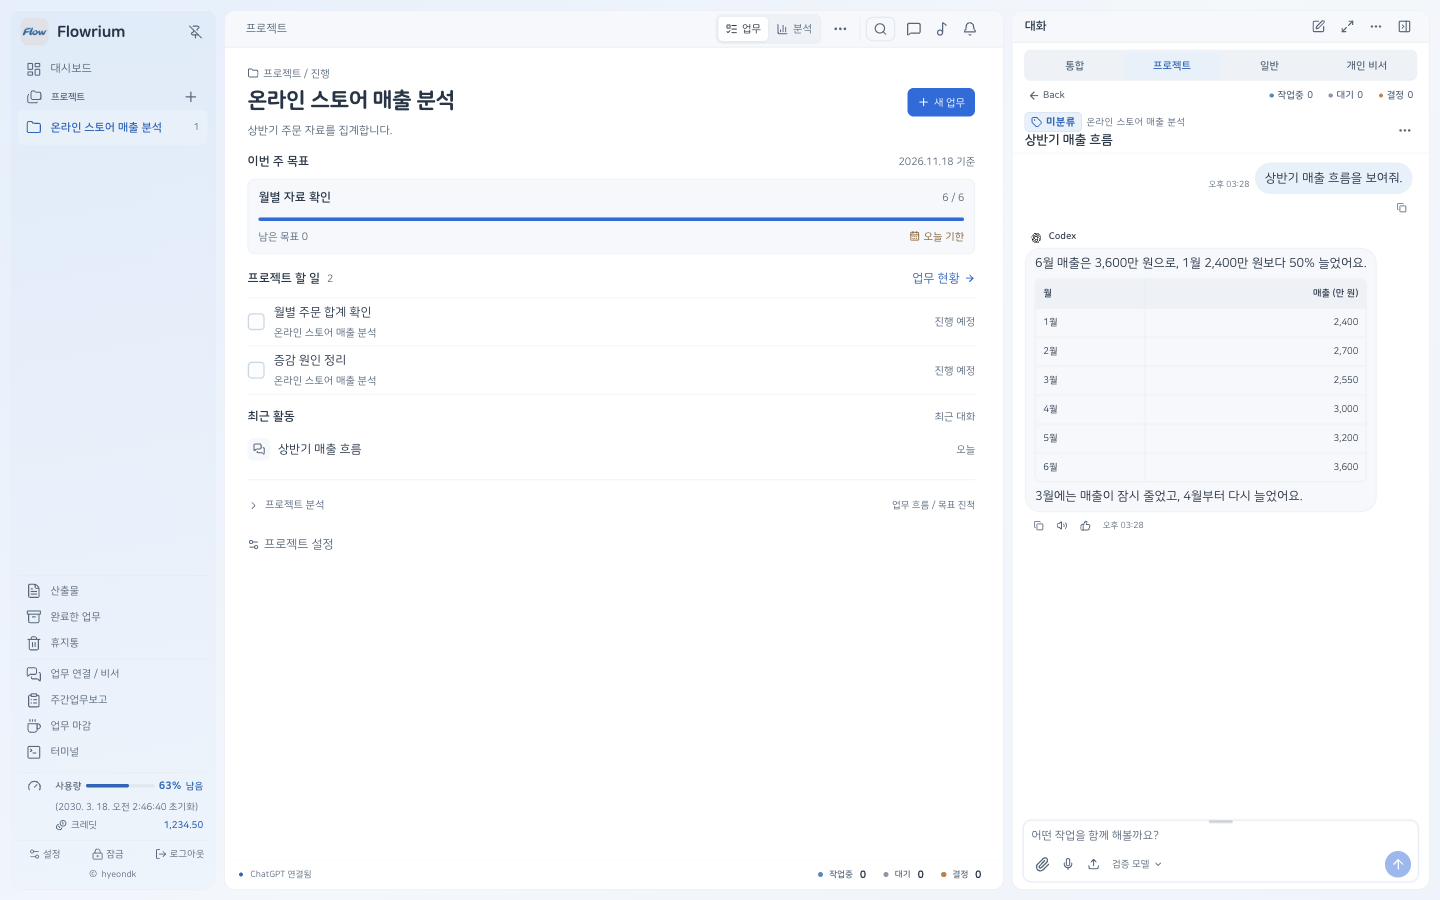 Flow Flowrium
대시보드
프로젝트
온라인 스토어 매출 분석 1
산출물
완료한 업무
휴지통
업무 연결 / 비서
주간업무보고
업무 마감
터미널
사용량 63% 남음
(2030. 3. 18. 오전 2:46:40 초기화)
크레딧 1,234.50
설정 잠금 로그아웃
© hyeondk
프로젝트 업무 분석
프로젝트 / 진행
온라인 스토어 매출 분석
새 업무
상반기 주문 자료를 집계합니다.
이번 주 목표 2026.11.18 기준
월별 자료 확인 6 / 6
남은 목표 0 오늘 기한
프로젝트 할 일 2 업무 현황
월별 주문 합계 확인
온라인 스토어 매출 분석 진행 예정
증감 원인 정리
온라인 스토어 매출 분석 진행 예정
최근 활동 최근 대화
상반기 매출 흐름 오늘
프로젝트 분석 업무 흐름 / 목표 진척
프로젝트 설정
ChatGPT 연결됨 작업중 0 대기 0 결정 0
대화
통합 프로젝트 일반 개인 비서
Back 작업중 0 대기 0 결정 0
미분류 온라인 스토어 매출 분석
상반기 매출 흐름
오후 03:28 상반기 매출 흐름을 보여줘.
Codex
6월 매출은 3,600만 원으로, 1월 2,400만 원보다 50% 늘었어요.
월 매출 (만 원)
1월 2,400
2월 2,700
3월 2,550
4월 3,000
5월 3,200
6월 3,600
3월에는 매출이 잠시 줄었고, 4월부터 다시 늘었어요.
오후 03:28
어떤 작업을 함께 해볼까요?
검증 모델